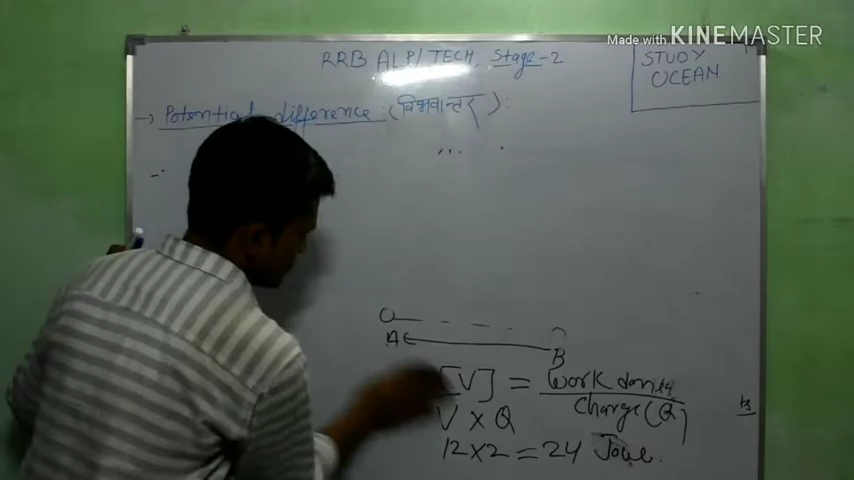 Made with KINEMASTER
RRB ALP/TECH Stage-2
STUDY
OCEAN
→ Potential difference: (विभवान्तर):
A B
[V] = Work done / Charge (Q)
V X Q
12 X 2 = 24 Joule.